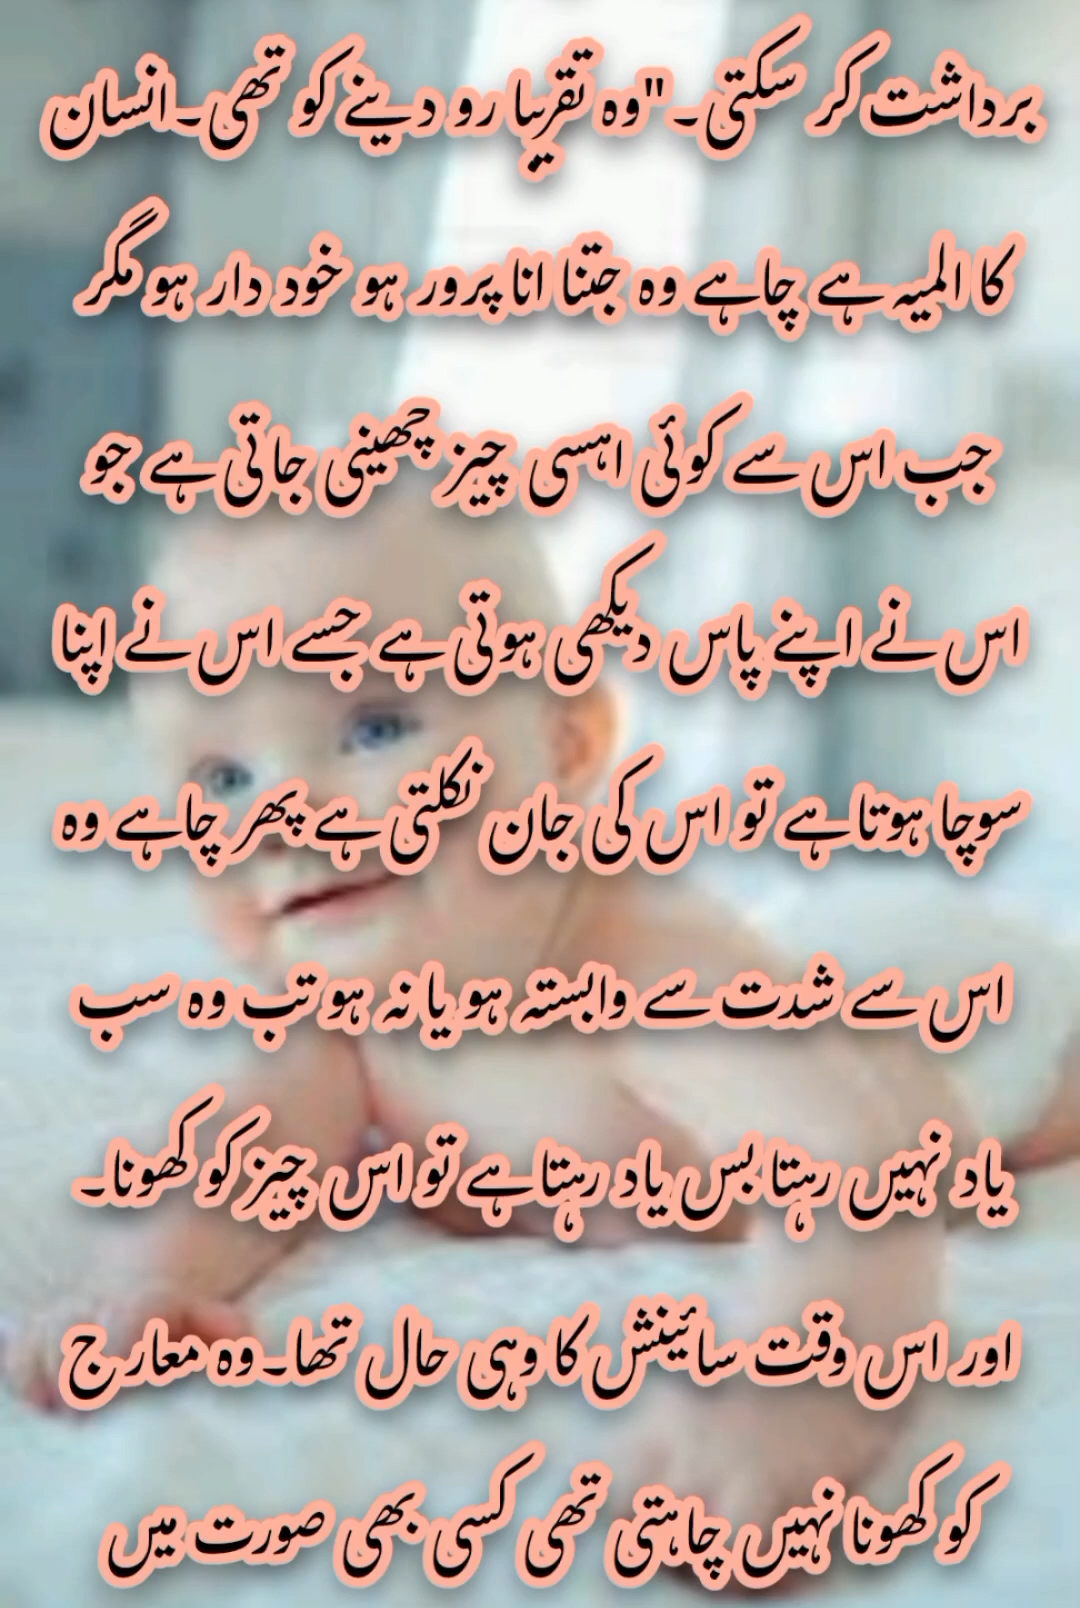 برداشت کر سکتی۔"وہ تقریبا رو دینے کو تھی۔انسان
کا المیہ ہے چاہے وہ جتنا انا پرور ہو خود دار ہو مگر
جب اس سے کوئی اہسی چیز چھینی جاتی ہے جو
اس نے اپنے پاس دیکھی ہوتی ہے جسے اس نے اپنا
سوچا ہوتا ہے تو اس کی جان نکلتی ہے پھر چاہے وہ
اس سے شدت سے وابستہ ہو یا نہ ہو تب وہ سب
یاد نہیں رہتا بس یاد رہتا ہے تو اس چیز کو کھونا۔
اور اس وقت سائینش کا وہی حال تھا۔وہ معارج
کو کھونا نہیں چاہتی تھی کسی بھی صورت میں